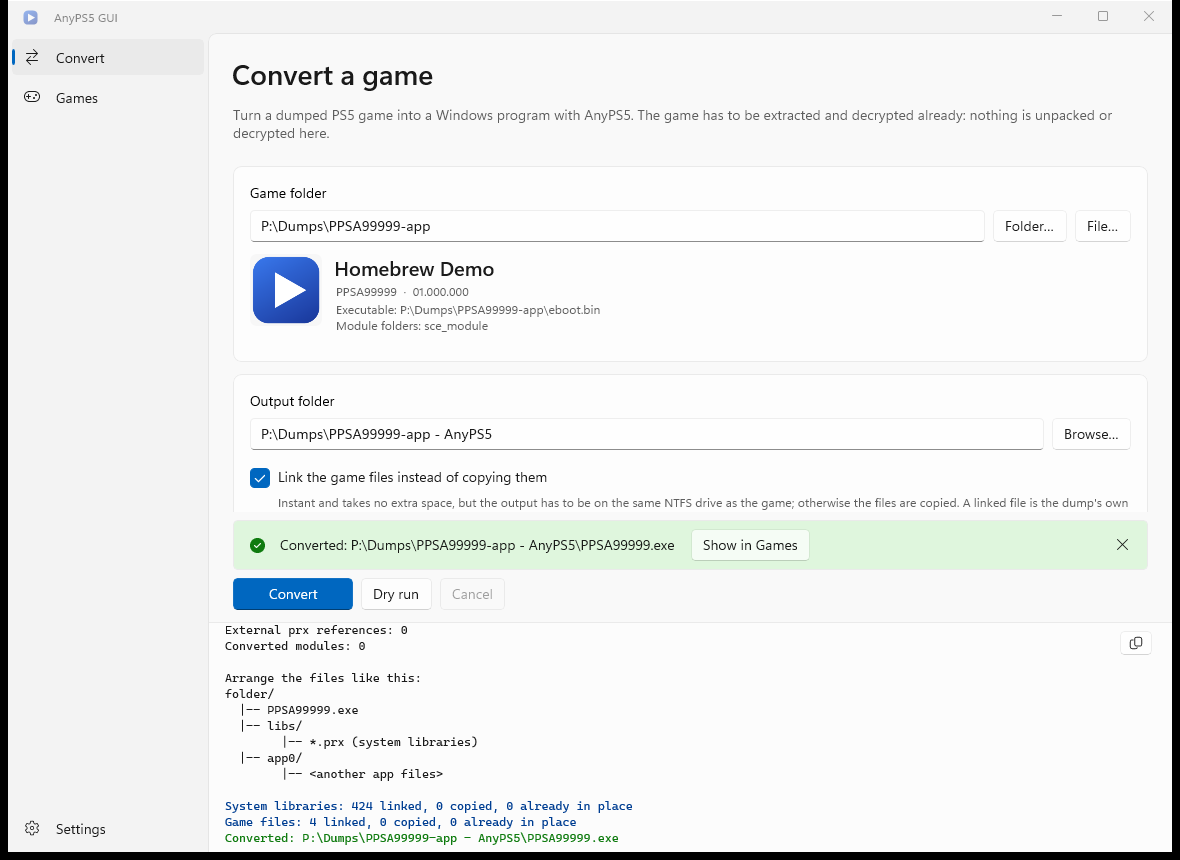 AnyPS5 GUI
Convert
Games
Convert a game
Turn a dumped PS5 game into a Windows program with AnyPS5. The game has to be extracted and decrypted already: nothing is unpacked or
decrypted here.
Game folder
P:\Dumps\PPSA99999-app
Folder...
File...
Homebrew Demo
PPSA99999 · 01.000.000
Executable: P:\Dumps\PPSA99999-app\eboot.bin
Module folders: sce_module
Output folder
P:\Dumps\PPSA99999-app - AnyPS5
Browse...
Link the game files instead of copying them
Instant and takes no extra space, but the output has to be on the same NTFS drive as the game; otherwise the files are copied. A linked file is the dump's own
Converted: P:\Dumps\PPSA99999-app - AnyPS5\PPSA99999.exe
Show in Games
Convert
Dry run
Cancel
External prx references: 0
Converted modules: 0
Arrange the files like this:
folder/
|-- PPSA99999.exe
|-- libs/
|-- *.prx (system libraries)
|-- app0/
|-- <another app files>
System libraries: 424 linked, 0 copied, 0 already in place
Game files: 4 linked, 0 copied, 0 already in place
Converted: P:\Dumps\PPSA99999-app - AnyPS5\PPSA99999.exe
Settings